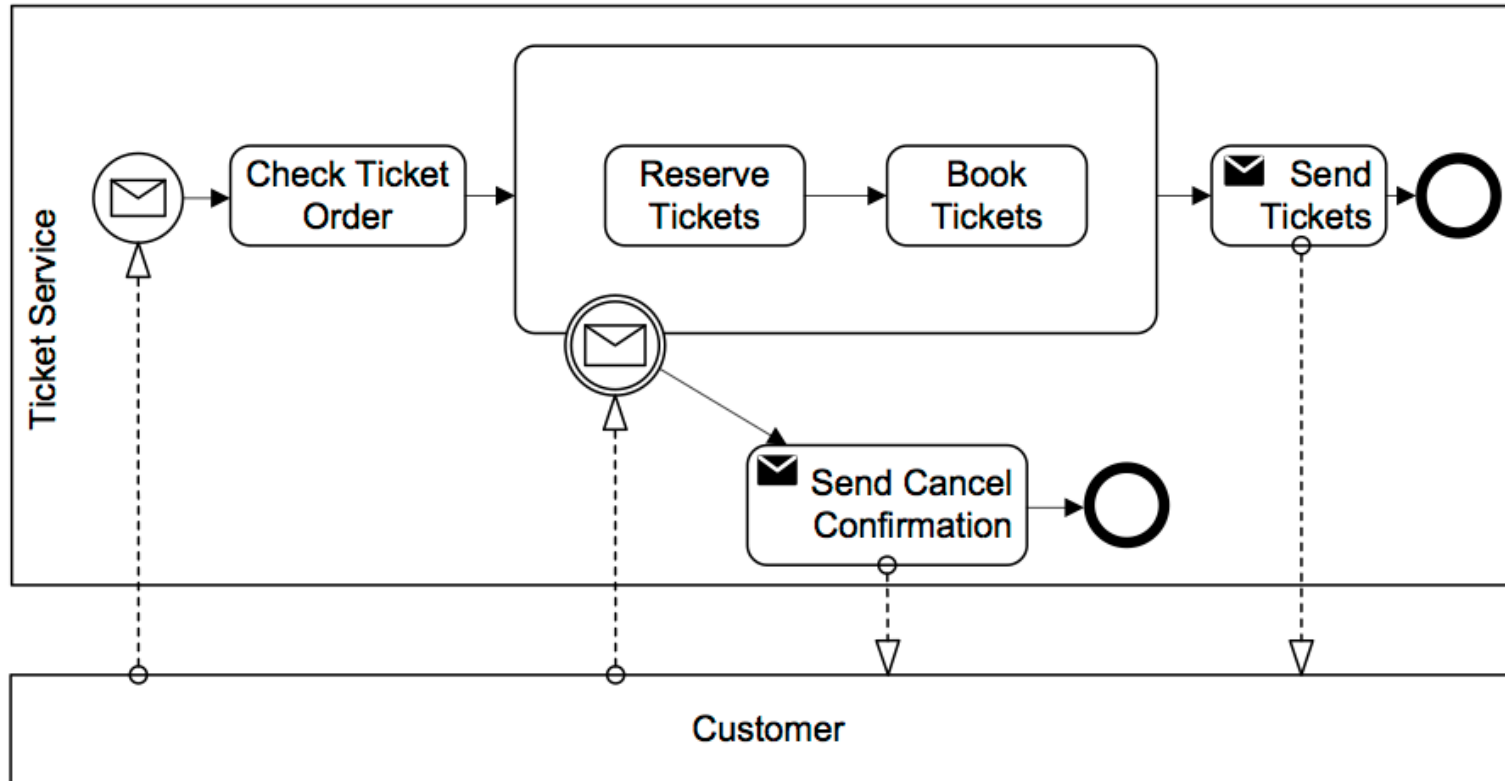 Ticket Service
Check Ticket
Order
Reserve
Tickets
Book
Tickets
Send
Tickets
Send Cancel
Confirmation
Customer